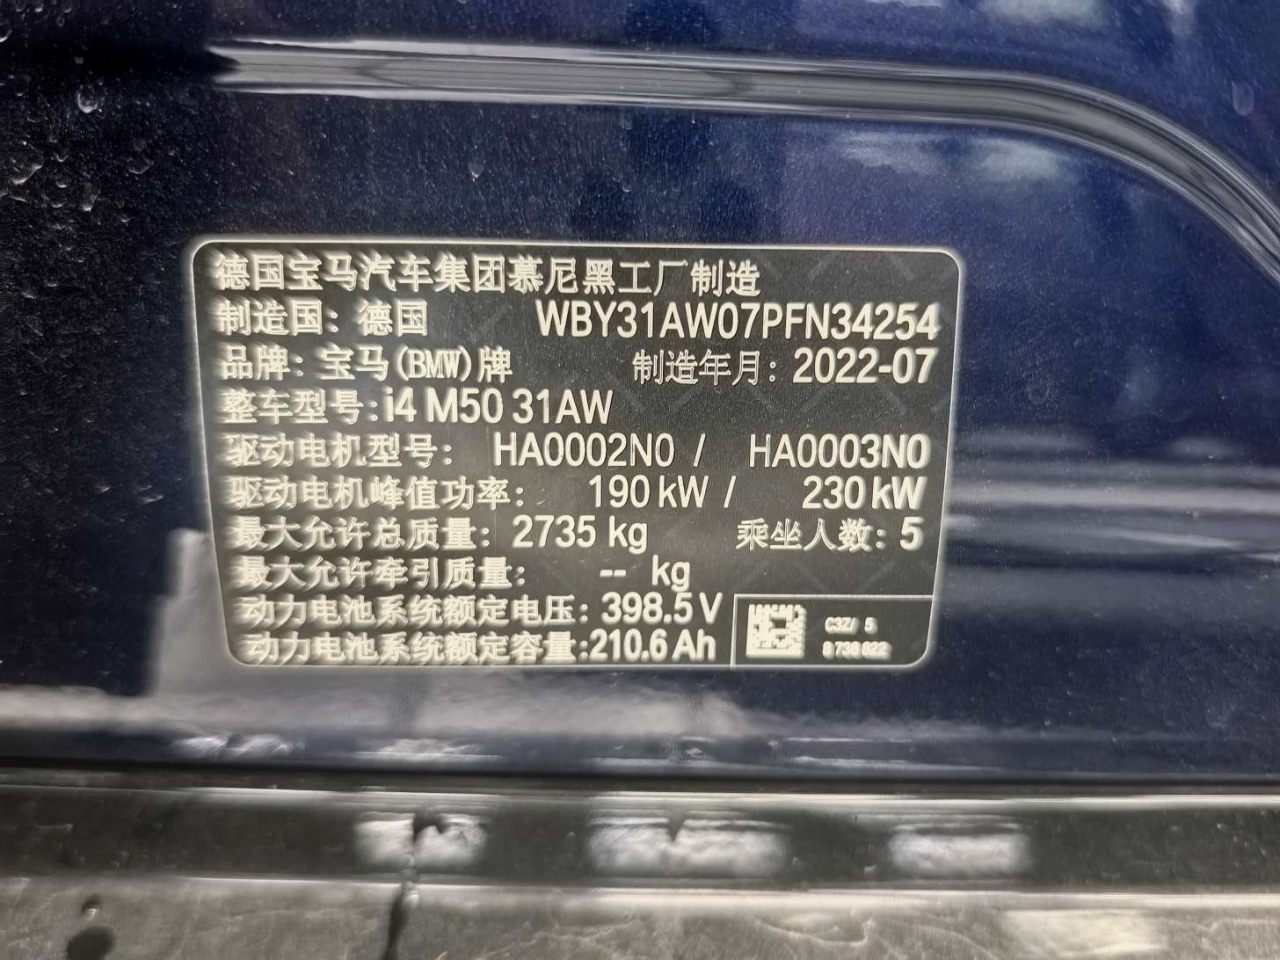 德国宝马汽车集团慕尼黑工厂制造
制造国：德国 WBY31AW07PFN34254
品牌：宝马(BMW)牌 制造年月：2022-07
整车型号：i4 M50 31AW
驱动电机型号： HA0002N0 / HA0003N0
驱动电机峰值功率： 190 kW / 230 kW
最大允许总质量：2735 kg 乘坐人数：5
最大允许牵引质量： -- kg
动力电池系统额定电压：398.5 V
动力电池系统额定容量：210.6 Ah
C3Z/ 5
8 738 822